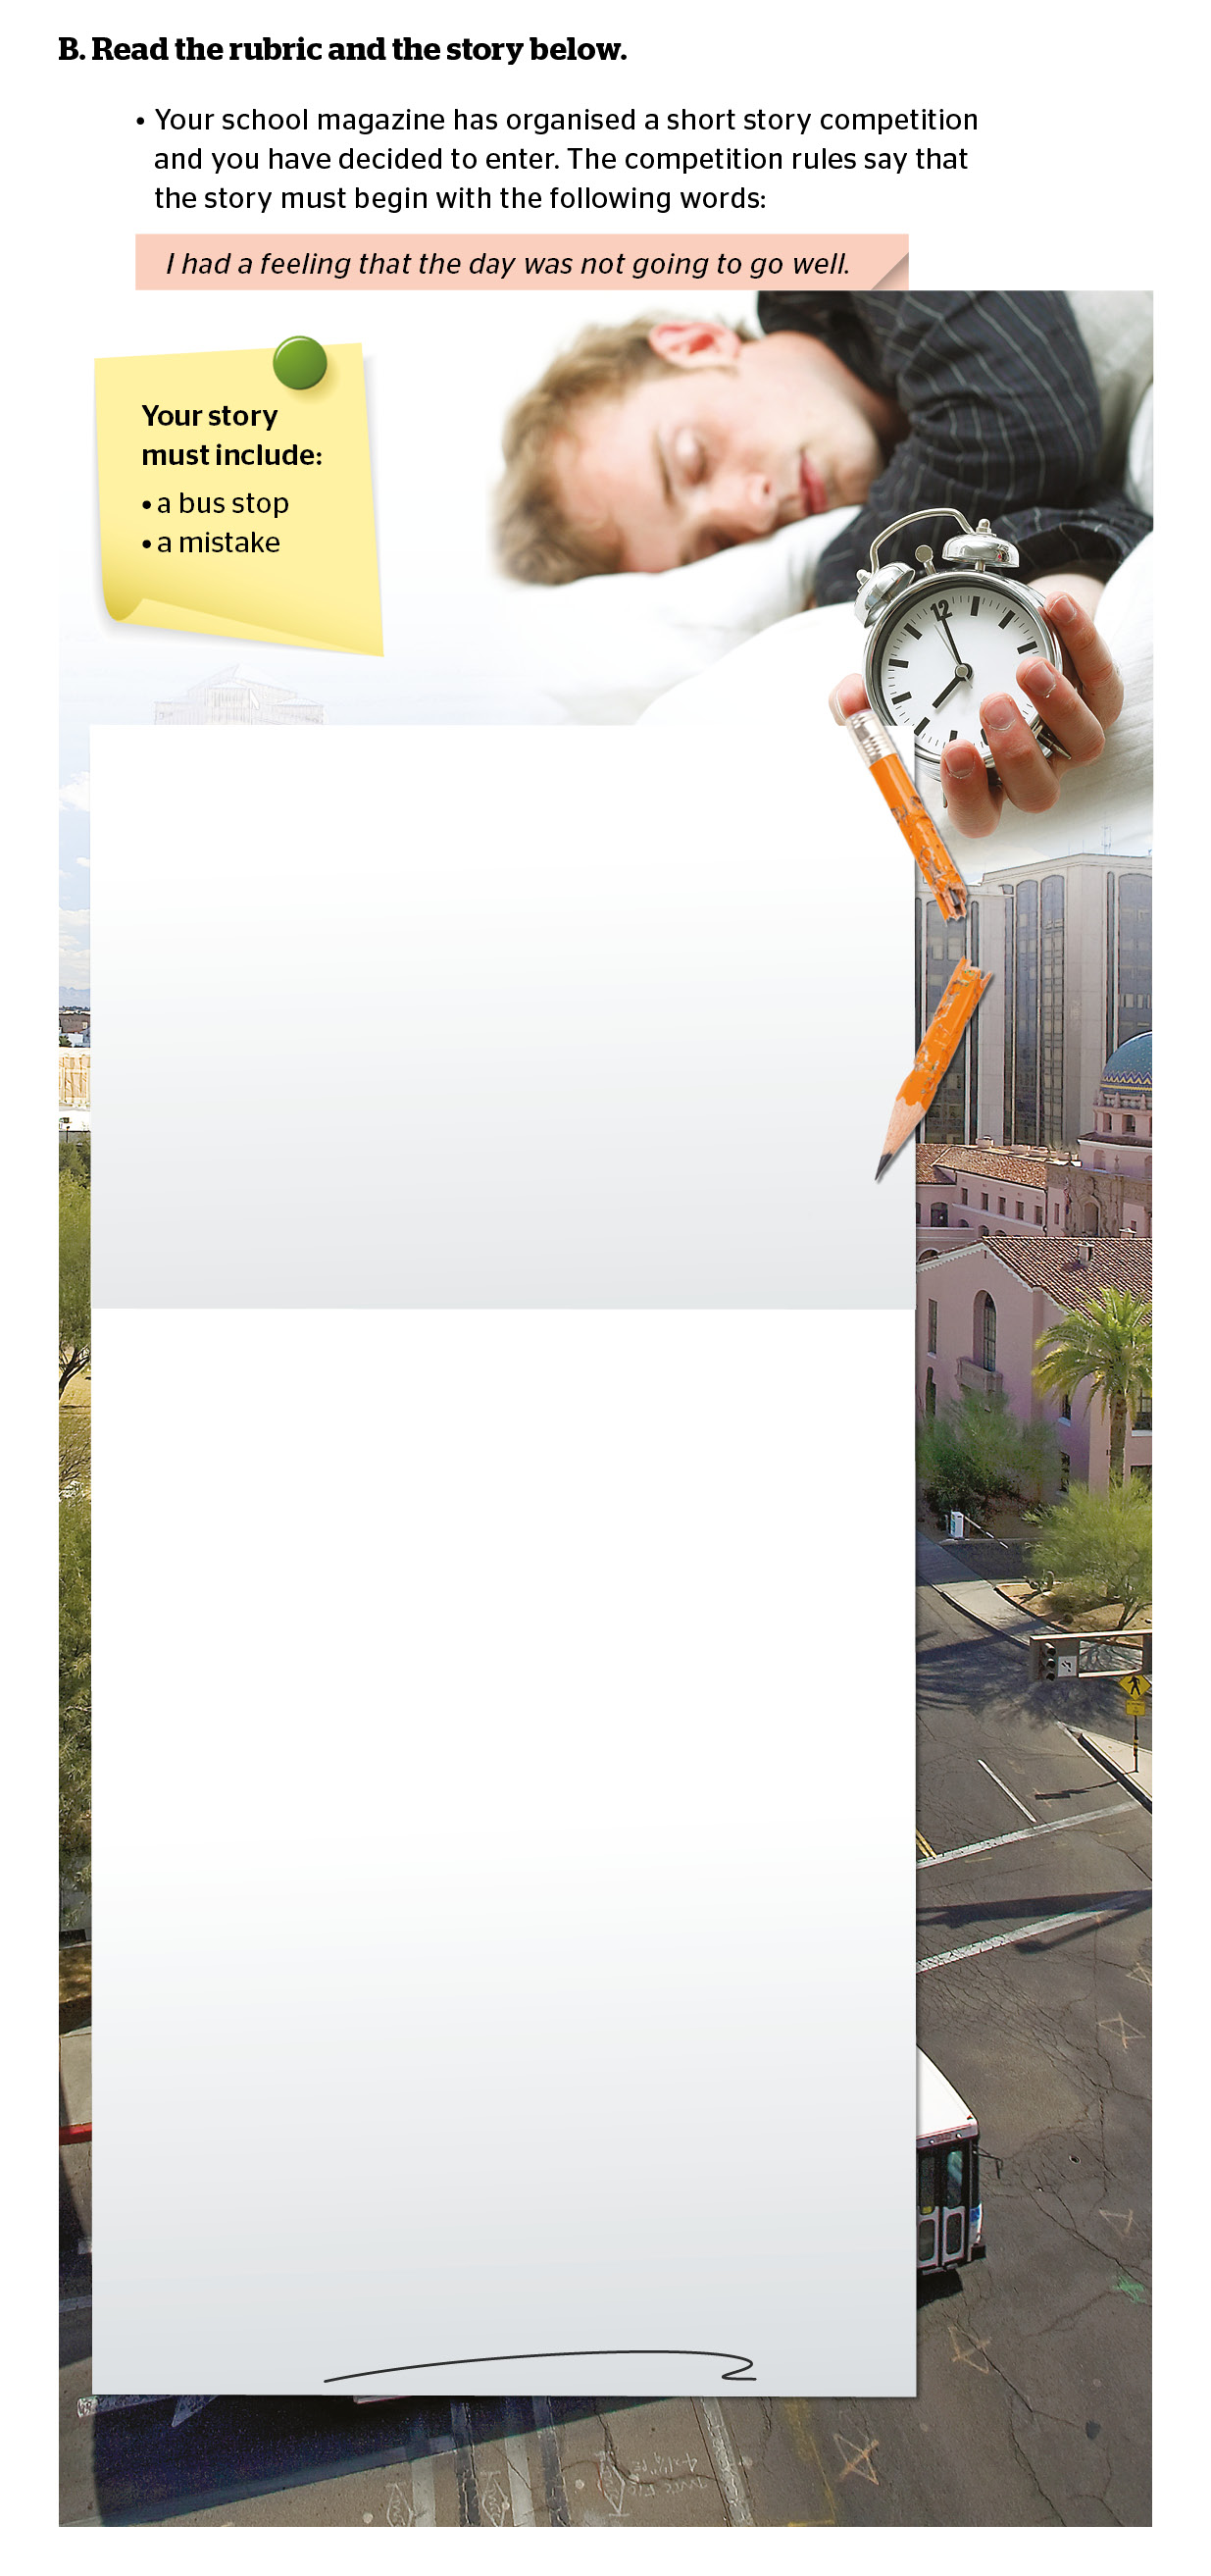 B. Read the rubric and the story below.
• Your school magazine has organised a short story competition
and you have decided to enter. The competition rules say that
the story must begin with the following words:
I had a feeling that the day was not going to go well.
Your story
must include:
• a bus stop
• a mistake
12